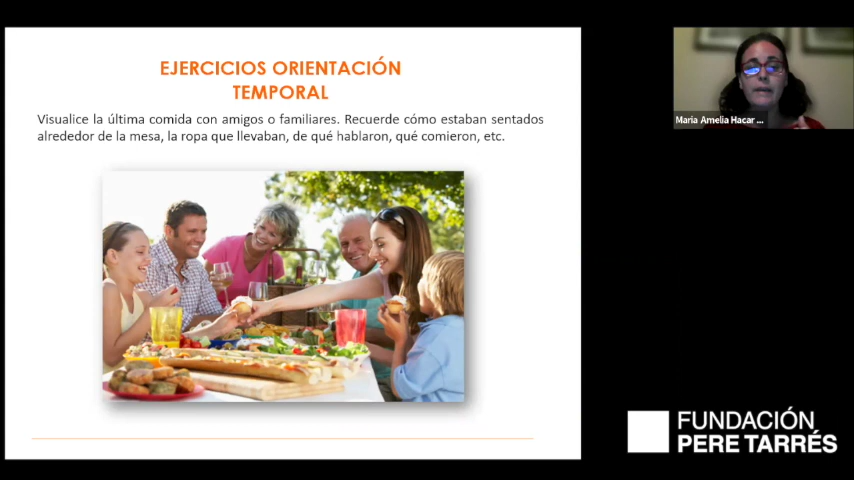 EJERCICIOS ORIENTACIÓN
TEMPORAL
Visualice la última comida con amigos o familiares. Recuerde cómo estaban sentados
alrededor de la mesa, la ropa que llevaban, de qué hablaron, qué comieron, etc.
Maria Amelia Hacar ...
FUNDACIÓN
PERE TARRÉS